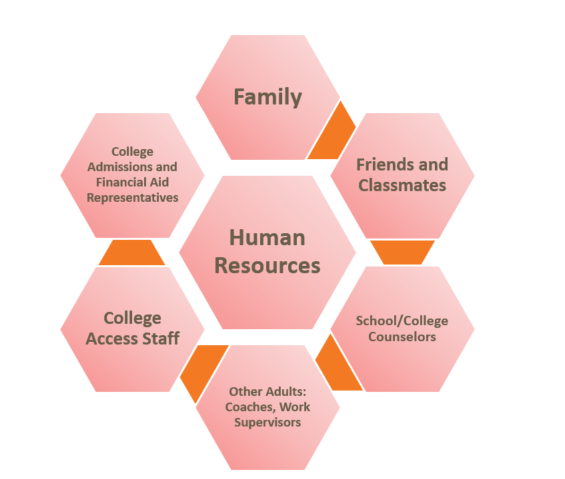 Family
College
Admissions and
Financial Aid
Representatives
Friends and
Classmates
Human
Resources
College
Access Staff
School/College
Counselors
Other Adults:
Coaches, Work
Supervisors